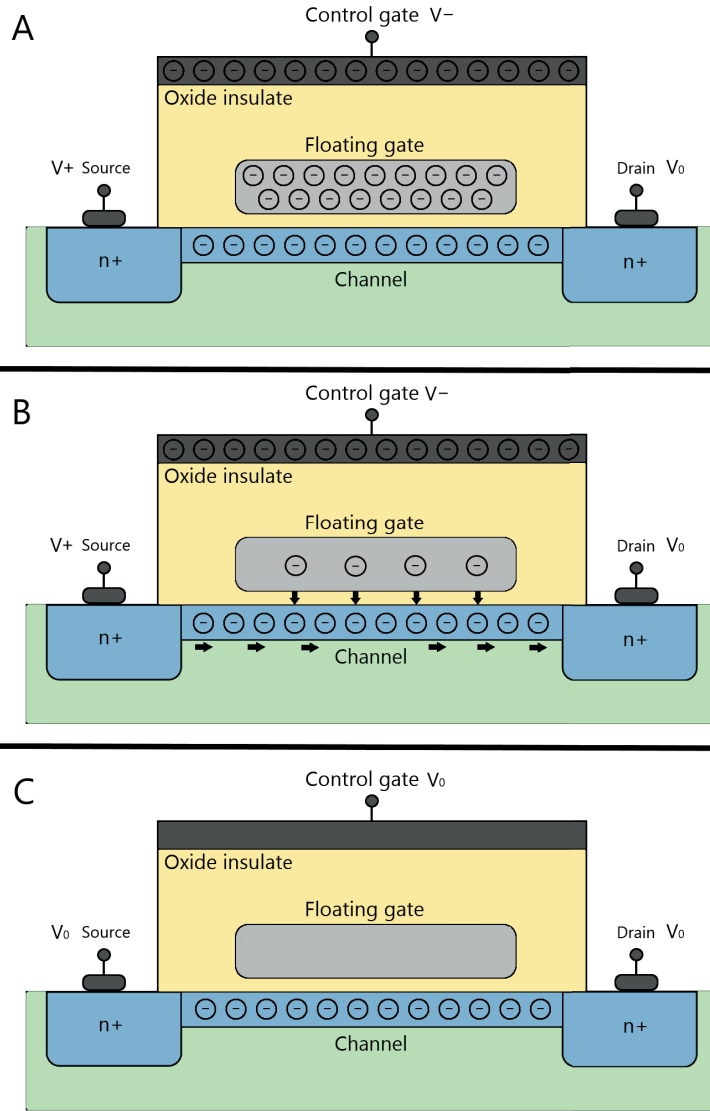 A
Control gate V−
Oxide insulate
Floating gate
V+ Source
Drain V₀
n+
n+
Channel
B
Control gate V−
Oxide insulate
Floating gate
V+ Source
Drain V₀
n+
n+
Channel
C
Control gate V₀
Oxide insulate
Floating gate
V₀ Source
Drain V₀
n+
n+
Channel